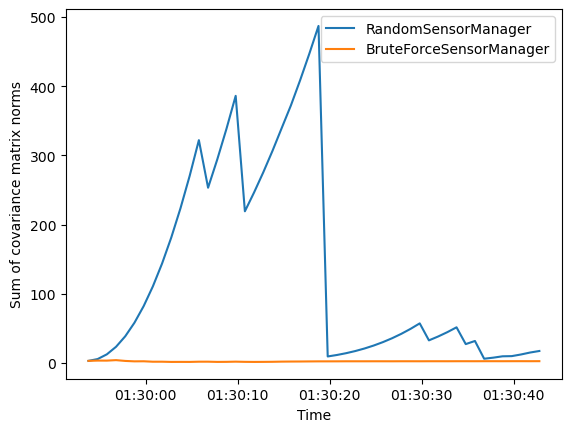 Sum of covariance matrix norms
500
400
300
200
100
0
RandomSensorManager
BruteForceSensorManager
01:30:00
01:30:10
01:30:20
01:30:30
01:30:40
Time